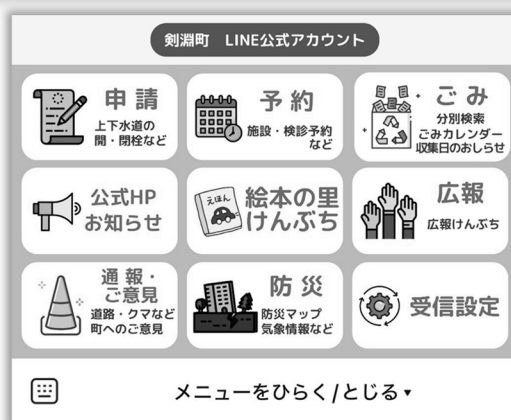 剣淵町 LINE公式アカウント
申請
上下水道の
開・閉栓など
予約
施設・検診予約
など
ごみ
分別検索
ごみカレンダー
収集日のおしらせ
公式HP
お知らせ
えほん
絵本の里
けんぶち
広報
広報けんぶち
通報・
ご意見
道路・クマなど
町へのご意見
防災
防災マップ
気象情報など
受信設定
メニューをひらく/とじる▾